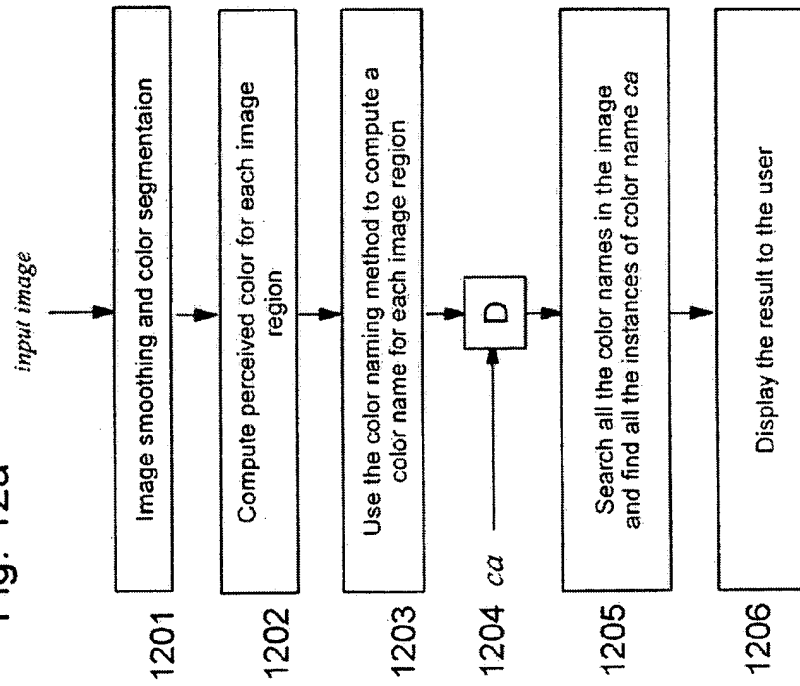 Fig. 12a
input image
1201
Image smoothing and color segmentaion
1202
Compute perceived color for each image
region
1203
Use the color naming method to compute a
color name for each image region
1204
ca
D
1205
Search all the color names in the image
and find all the instances of color name ca
1206
Display the result to the user